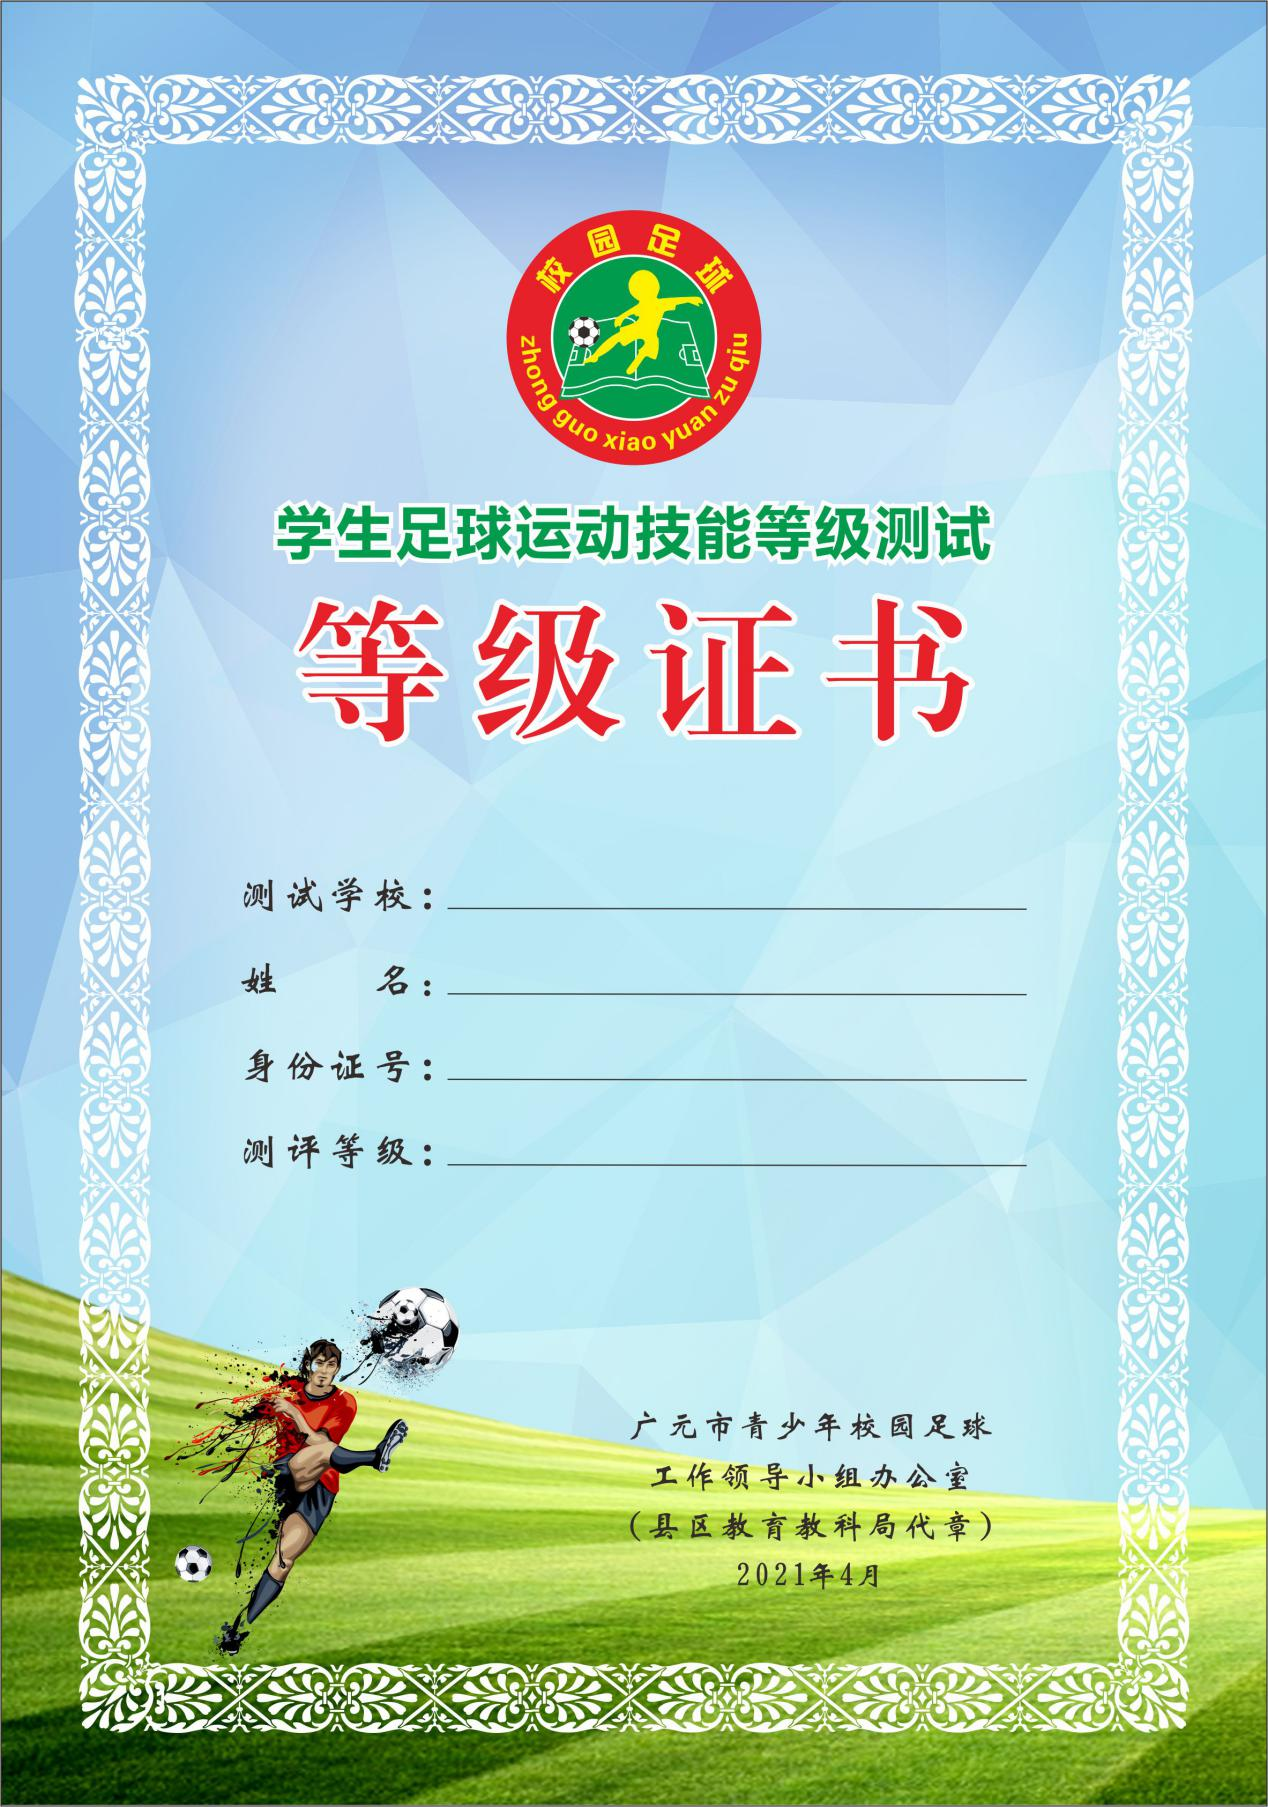 校园足球
zhong guo xiao yuan zu qiu
学生足球运动技能等级测试
等级证书
测试学校：
姓 名：
身份证号：
测评等级：
广元市青少年校园足球
工作领导小组办公室
（县区教育教科局代章）
2021年4月